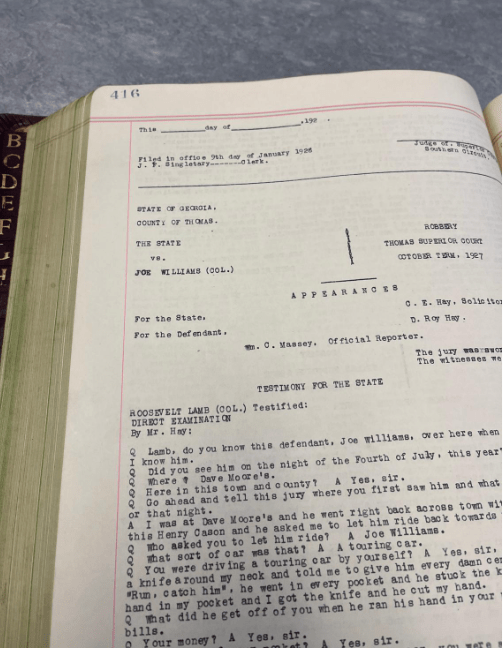 416
B
C
D
E
F
G
H
This ________day of____________,192 .
Judge of. Superior
Southern Circuit
Filed in office 9th day of January 1928
J. P. Singletary-------Clerk.
STATE OF GEORGIA,
COUNTY OF THOMAS.
THE STATE
vs.
JOE WILLIAMS (COL.)
ROBBERY
THOMAS SUPERIOR COURT
OCTOBER TERM, 1927
A P P E A R A N C E S
For the State,
C. E. Hay, Solicitor
For the Defendant,
D. Roy Hay.
Wm. C. Massey, Official Reporter.
The jury was swo
The witnesses we
TESTIMONY FOR THE STATE
ROOSEVELT LAMB (COL.) Testified:
DIRECT EXAMINATION
By Mr. Hay:
Q Lamb, do you know this defendant, Joe Williams, over here when
I know him.
Q Did you see him on the night of the Fourth of July, this year
Q Where ? Dave Moore's.
Q Here in this town and county? A Yes, sir.
Q Go ahead and tell this jury where you first saw him and what
or that night.
A I was at Dave Moore's and he went right back across town wit
this Henry Cason and he asked me to let him ride back towards
Q Who asked you to let him ride? A Joe Williams.
Q What sort of car was that? A A touring car.
Q You were driving a touring car by yourself? A Yes, sir,
a knife around my neck and told me to give him every damn cen
"Run, catch him", he went in every pocket and he stuck the k
hand in my pocket and I got the knife and he cut my hand.
Q What did he get off of you when he ran his hand in your
bills.
Q Your money? A Yes, sir.
A Yes, sir.